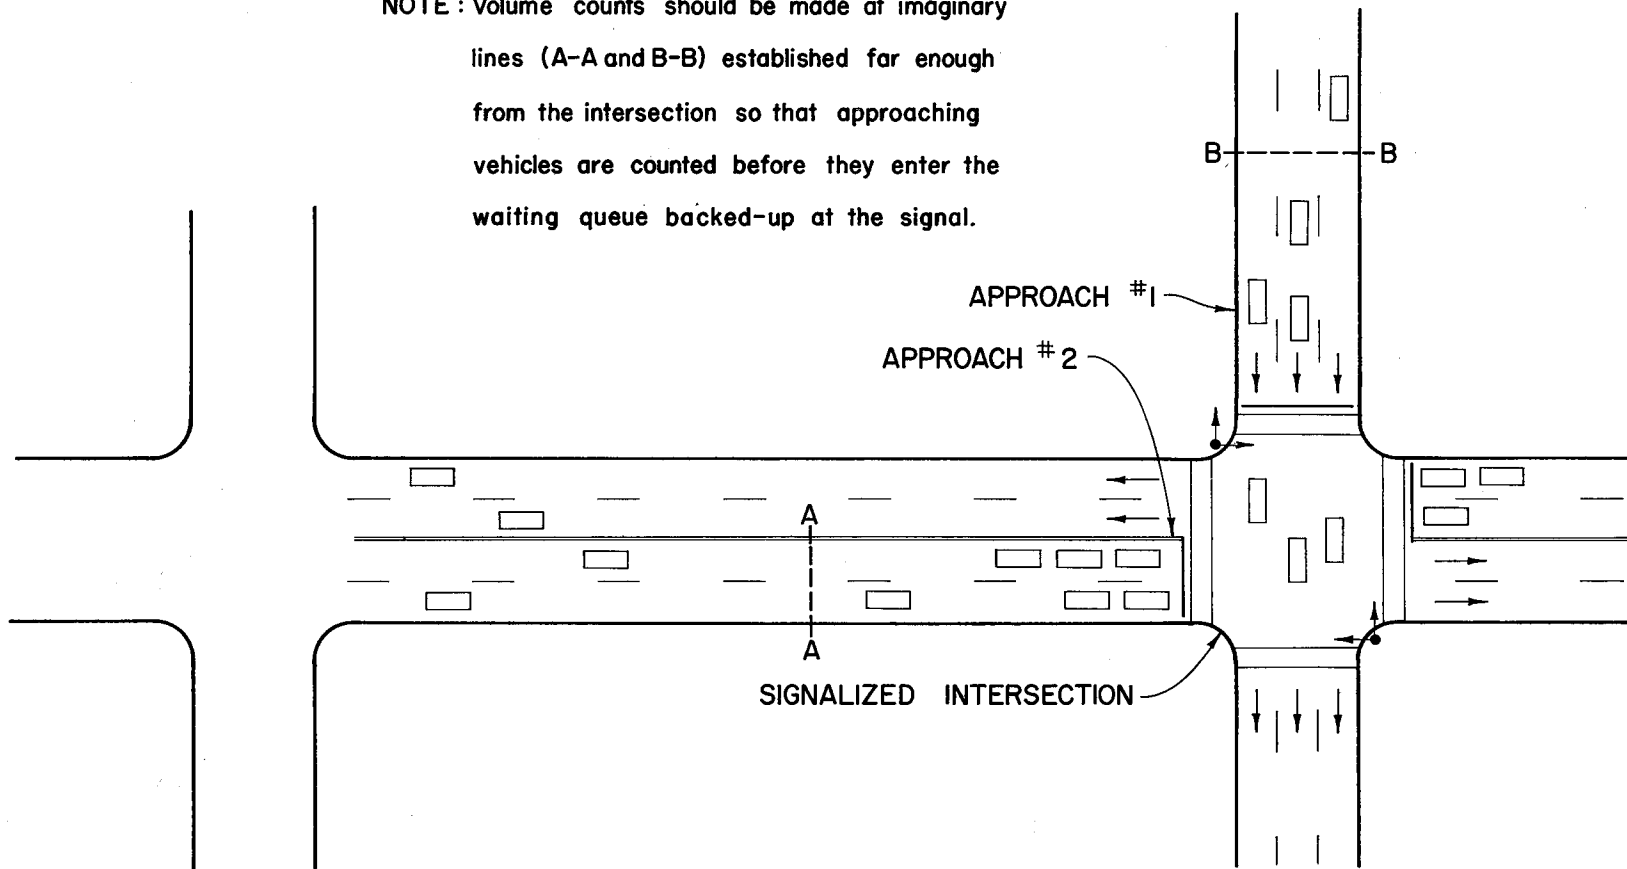 NOTE : Volume counts should be made at imaginary
lines (A-A and B-B) established far enough
from the intersection so that approaching
vehicles are counted before they enter the
waiting queue backed-up at the signal.
B B
APPROACH #1
APPROACH #2
A
A
SIGNALIZED INTERSECTION